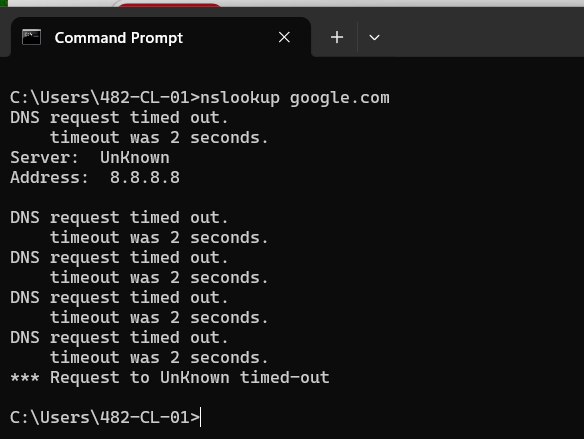 Command Prompt
C:\Users\482-CL-01>nslookup google.com
DNS request timed out.
    timeout was 2 seconds.
Server:  UnKnown
Address:  8.8.8.8

DNS request timed out.
    timeout was 2 seconds.
DNS request timed out.
    timeout was 2 seconds.
DNS request timed out.
    timeout was 2 seconds.
DNS request timed out.
    timeout was 2 seconds.
*** Request to UnKnown timed-out

C:\Users\482-CL-01>